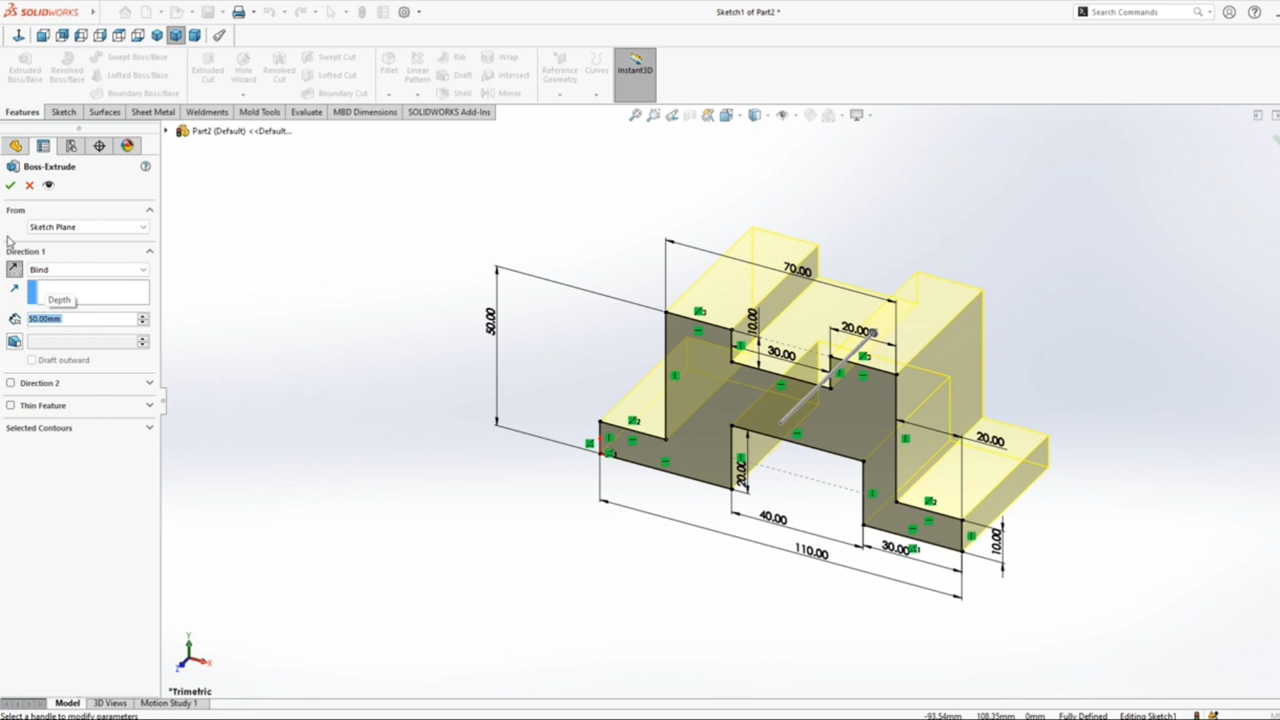 SOLIDWORKS
Sketch1 of Part2 *
Search Commands
Extruded Boss/Base
Revolved Boss/Base
Swept Boss/Base
Lofted Boss/Base
Boundary Boss/Base
Extruded Cut
Hole Wizard
Revolved Cut
Swept Cut
Lofted Cut
Boundary Cut
Fillet
Linear Pattern
Rib
Draft
Shell
Wrap
Intersect
Mirror
Reference Geometry
Curves
Instant3D
Features
Sketch
Surfaces
Sheet Metal
Weldments
Mold Tools
Evaluate
MBD Dimensions
SOLIDWORKS Add-Ins
Part2 (Default) <<Default...
Boss-Extrude
From
Sketch Plane
Direction 1
Blind
Depth
50.00mm
Draft outward
Direction 2
Thin Feature
Selected Contours
70.00
50.00
10.00
20.00
30.00
20.00
20.00
40.00
30.00
10.00
110.00
Y
X
Z
*Trimetric
Model
3D Views
Motion Study 1
Select a handle to modify parameters
-93.54mm
108.35mm
0mm
Fully Defined
Editing Sketch1